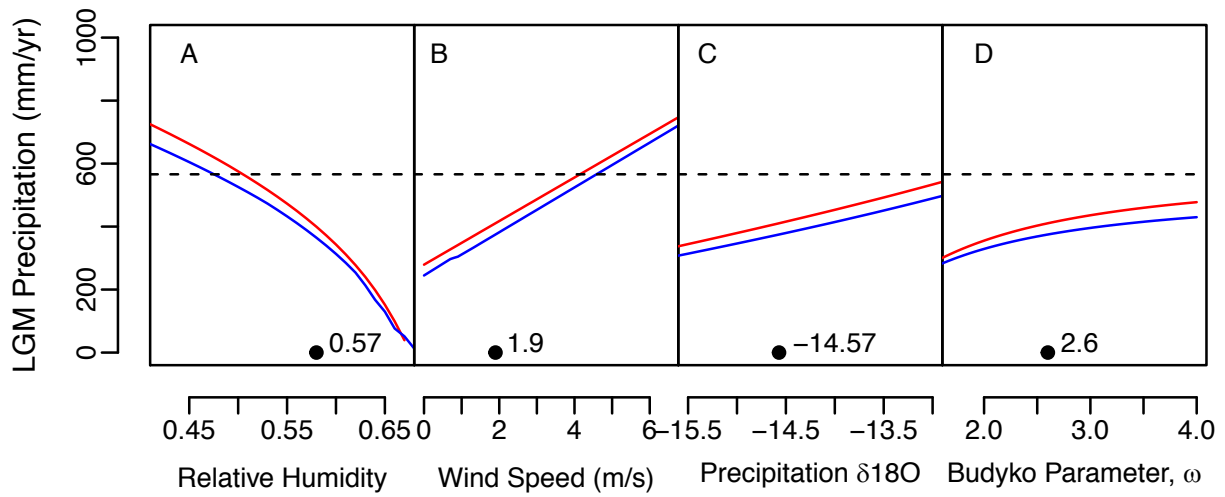 LGM Precipitation (mm/yr)
0 200 600 1000
A B C D
0.57 1.9 −14.57 2.6
0.45 0.55 0.65 0 2 4 6 −15.5 −14.5 −13.5 2.0 3.0 4.0
Relative Humidity Wind Speed (m/s) Precipitation δ18O Budyko Parameter, ω